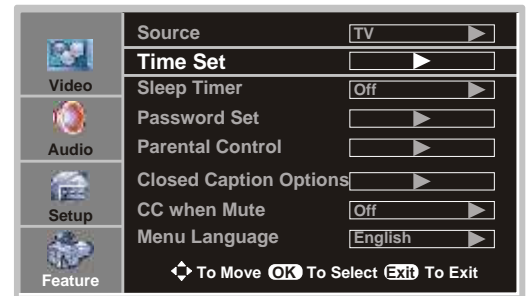 Video
Audio
Setup
Feature
Source TV
Time Set
Sleep Timer Off
Password Set
Parental Control
Closed Caption Options
CC when Mute Off
Menu Language English
To Move OK To Select Exit To Exit